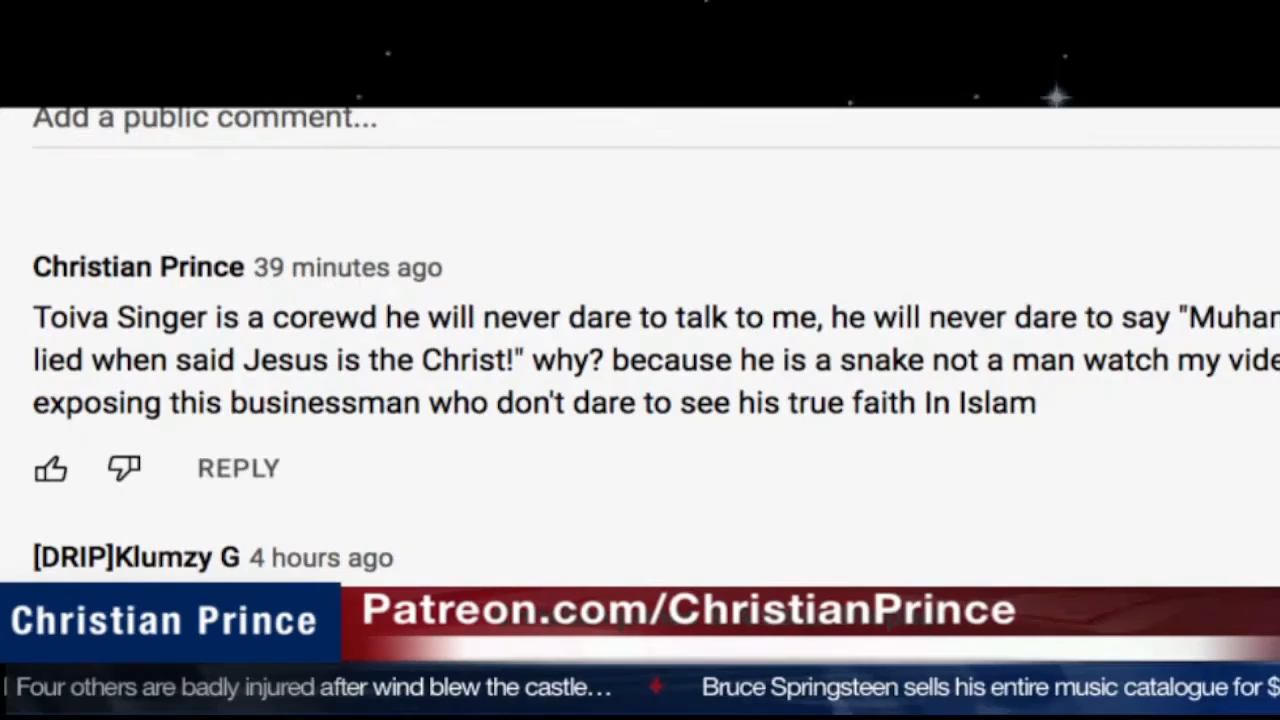 Add a public comment...
Christian Prince 39 minutes ago
Toiva Singer is a corewd he will never dare to talk to me, he will never dare to say "Muham
lied when said Jesus is the Christ!" why? because he is a snake not a man watch my vide
exposing this businessman who don't dare to see his true faith In Islam
REPLY
[DRIP]Klumzy G 4 hours ago
Christian Prince
Patreon.com/ChristianPrince
Four others are badly injured after wind blew the castle... Bruce Springsteen sells his entire music catalogue for $